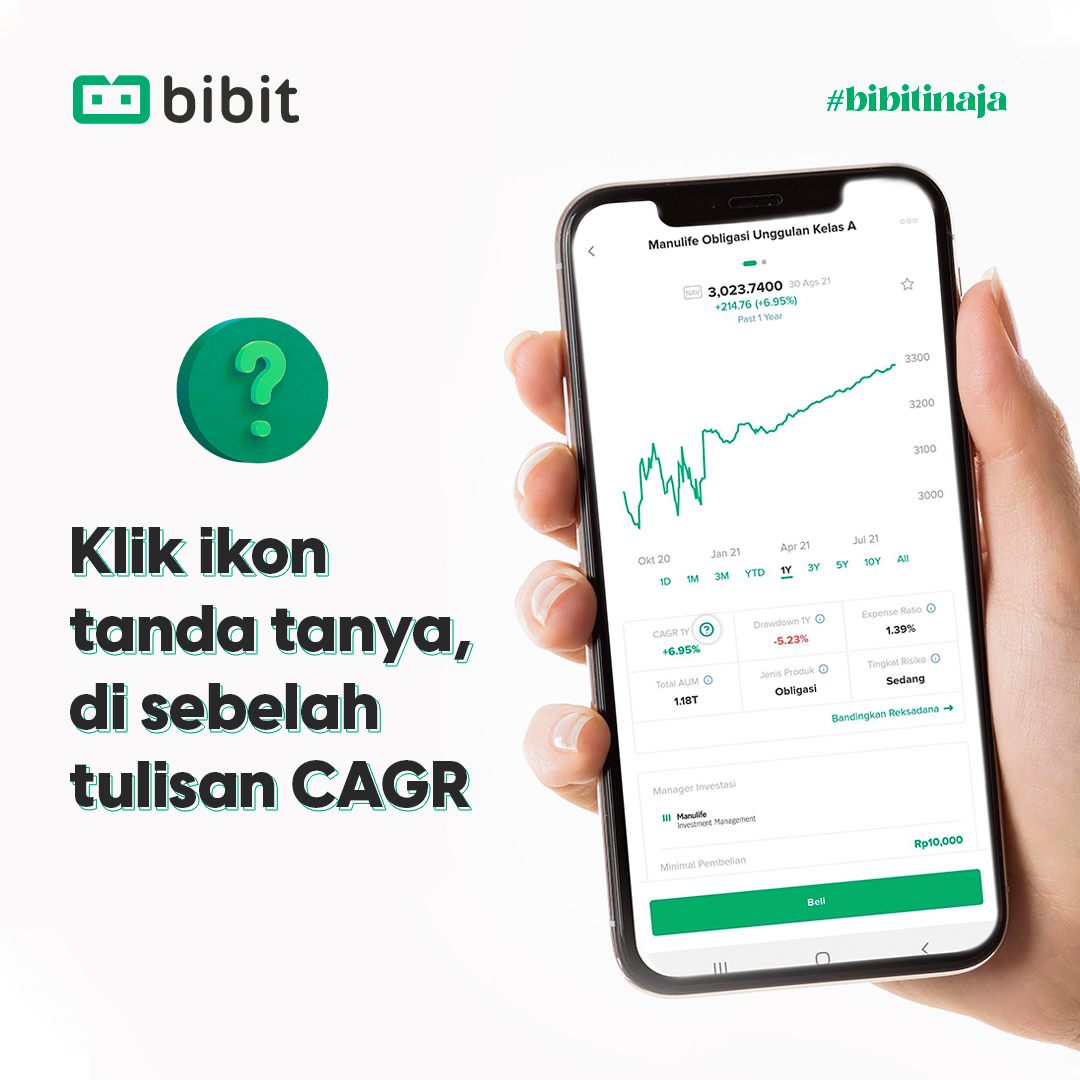 bibit
#bibitinaja
Klik ikon
tanda tanya,
di sebelah
tulisan CAGR
Manulife Obligasi Unggulan Kelas A
NAV 3,023.7400 30 Ags 21
+214.76 (+6.95%)
Past 1 Year
3300
3200
3100
3000
Okt 20 Jan 21 Apr 21 Jul 21
1D 1M 3M YTD 1Y 3Y 5Y 10Y All
CAGR 1Y ? Drawdown 1Y Expense Ratio
+6.95% -5.23% 1.39%
Total AUM Jenis Produk Tingkat Risiko
1.18T Obligasi Sedang
Bandingkan Reksadana →
Manager Investasi
Manulife
Investment Management
Minimal Pembelian Rp10,000
Beli